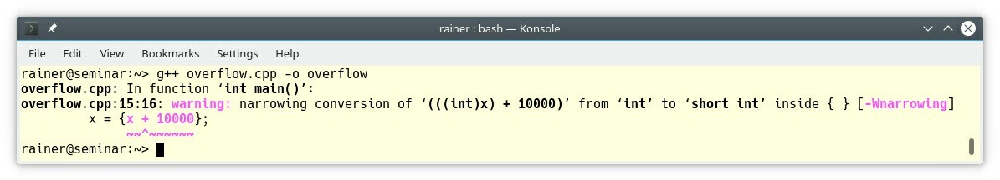 rainer : bash — Konsole
File Edit View Bookmarks Settings Help
rainer@seminar:~> g++ overflow.cpp -o overflow
overflow.cpp: In function ‘int main()’:
overflow.cpp:15:16: warning: narrowing conversion of ‘(((int)x) + 10000)’ from ‘int’ to ‘short int’ inside { } [-Wnarrowing]
         x = {x + 10000};
              ~~^~~~~~~
rainer@seminar:~>